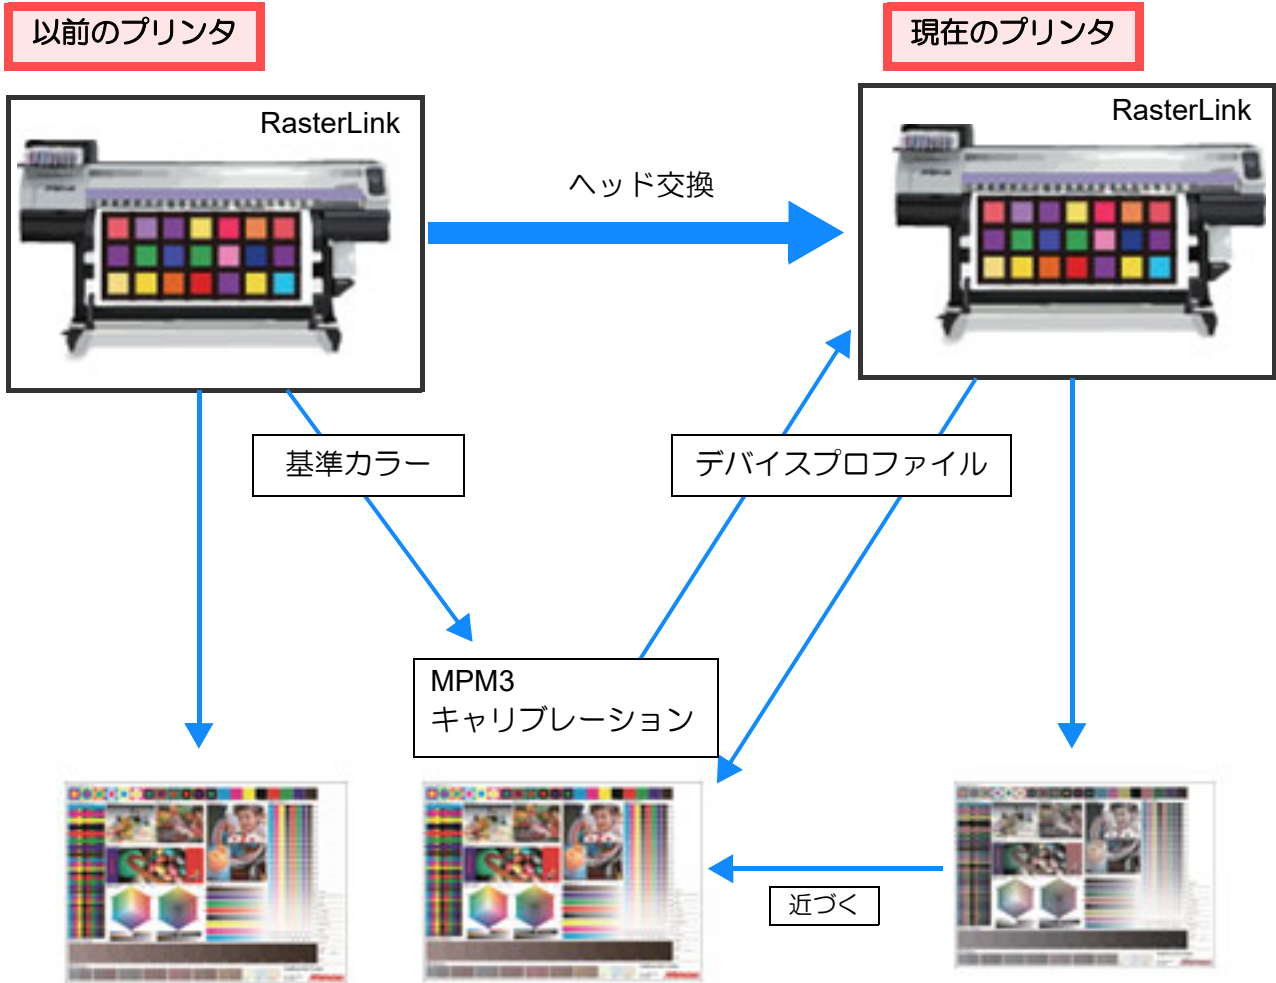 以前のプリンタ
現在のプリンタ
RasterLink
RasterLink
ヘッド交換
基準カラー
デバイスプロファイル
MPM3
キャリブレーション
近づく